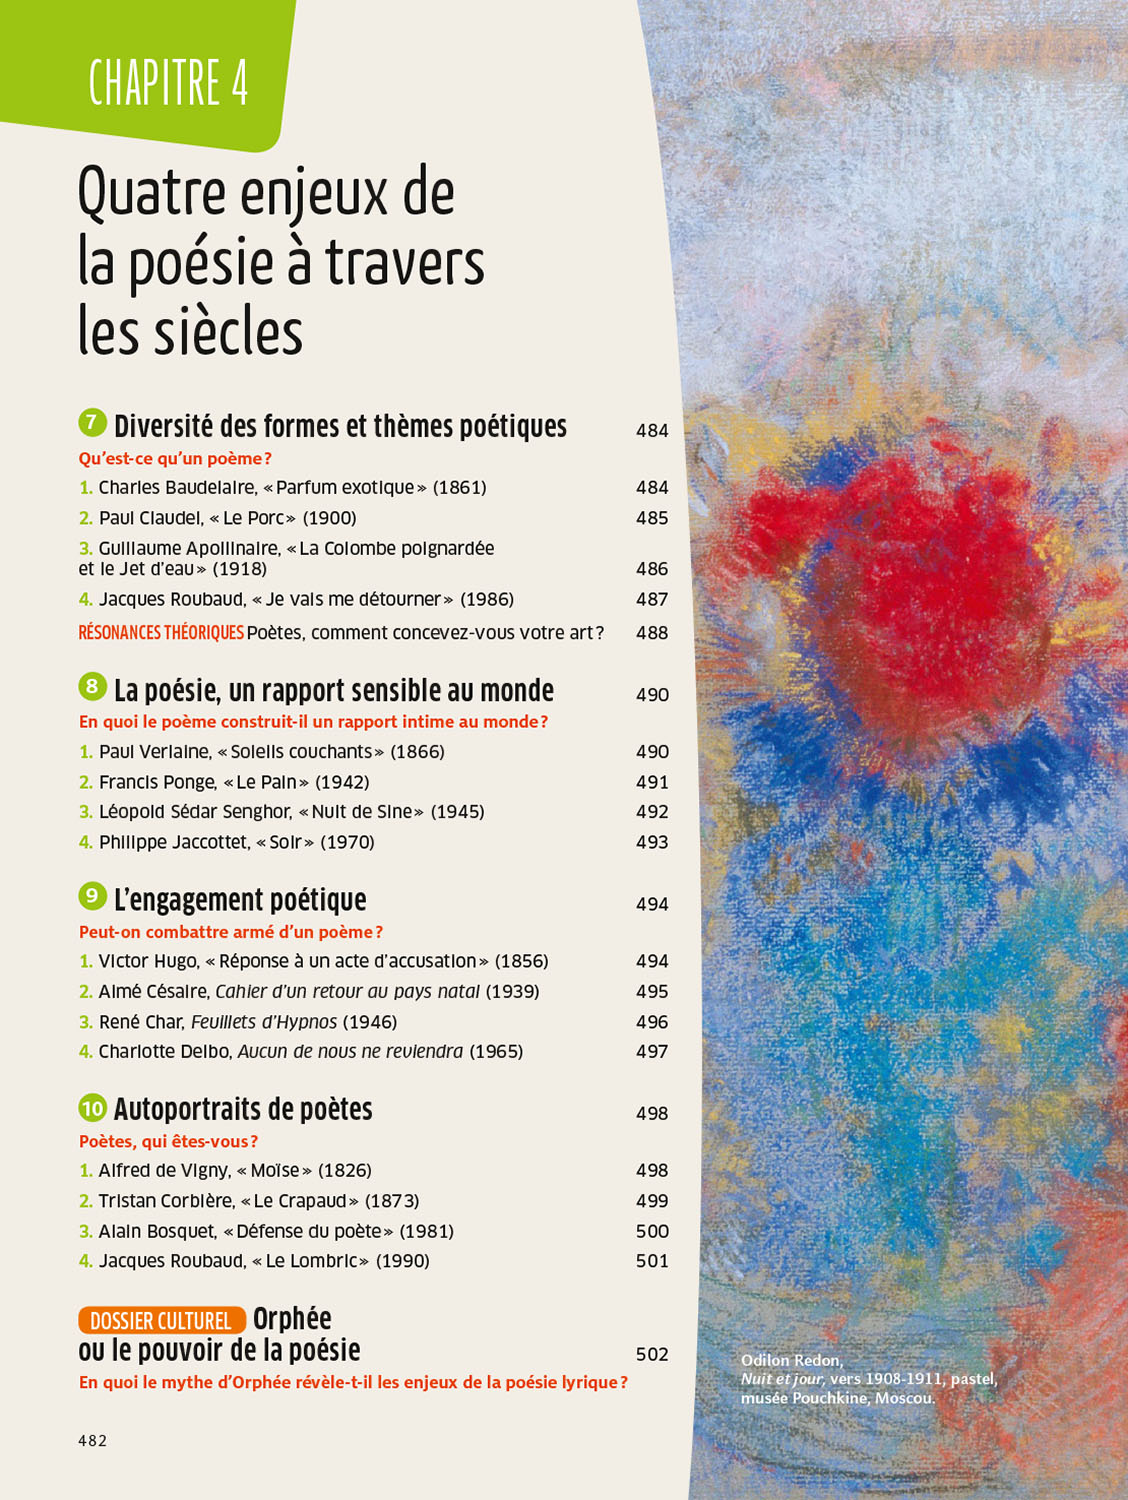 CHAPITRE 4
Quatre enjeux de
la poésie à travers
les siècles
7 Diversité des formes et thèmes poétiques 484
Qu’est-ce qu’un poème ?
1. Charles Baudelaire, « Parfum exotique » (1861) 484
2. Paul Claudel, « Le Porc » (1900) 485
3. Guillaume Apollinaire, « La Colombe poignardée
et le Jet d’eau » (1918) 486
4. Jacques Roubaud, « Je vais me détourner » (1986) 487
RÉSONANCES THÉORIQUES Poètes, comment concevez-vous votre art ? 488
8 La poésie, un rapport sensible au monde 490
En quoi le poème construit-il un rapport intime au monde ?
1. Paul Verlaine, « Soleils couchants » (1866) 490
2. Francis Ponge, « Le Pain » (1942) 491
3. Léopold Sédar Senghor, « Nuit de Sine » (1945) 492
4. Philippe Jaccottet, « Soir » (1970) 493
9 L’engagement poétique 494
Peut-on combattre armé d’un poème ?
1. Victor Hugo, « Réponse à un acte d’accusation » (1856) 494
2. Aimé Césaire, Cahier d’un retour au pays natal (1939) 495
3. René Char, Feuillets d’Hypnos (1946) 496
4. Charlotte Delbo, Aucun de nous ne reviendra (1965) 497
10 Autoportraits de poètes 498
Poètes, qui êtes-vous ?
1. Alfred de Vigny, « Moïse » (1826) 498
2. Tristan Corbière, « Le Crapaud » (1873) 499
3. Alain Bosquet, « Défense du poète » (1981) 500
4. Jacques Roubaud, « Le Lombric » (1990) 501
DOSSIER CULTUREL Orphée
ou le pouvoir de la poésie 502
En quoi le mythe d’Orphée révèle-t-il les enjeux de la poésie lyrique ?
Odilon Redon,
Nuit et jour, vers 1908-1911, pastel,
musée Pouchkine, Moscou.
482